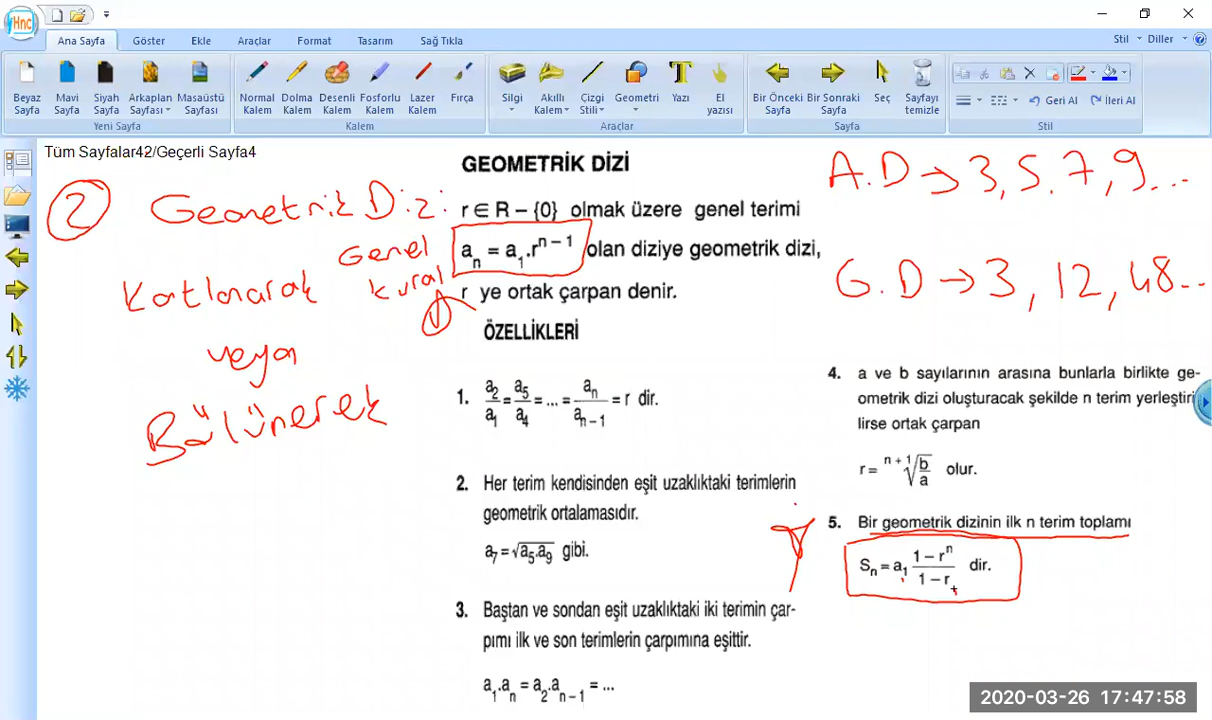 Hnc
Ana Sayfa Göster Ekle Araçlar Format Tasarım Sağ Tıkla Stil Diller
Beyaz Sayfa
Mavi Sayfa
Siyah Sayfa
Arkaplan Sayfası
Masaüstü Sayfası
Yeni Sayfa
Normal Kalem
Dolma Kalem
Desenli Kalem
Fosforlu Kalem
Lazer Kalem
Fırça
Kalem
Silgi
Akıllı Kalem
Çizgi Stili
Geometri
Yazı
El yazısı
Araçlar
Bir Önceki Sayfa
Bir Sonraki Sayfa
Seç
Sayfayı temizle
Sayfa
Geri Al
İleri Al
Stil
Tüm Sayfalar42/Geçerli Sayfa4
2 Geometrik Dizi:
Katlanarak
veya
Bölünerek
Genel
kural
GEOMETRİK DİZİ
r ∈ R – {0} olmak üzere genel terimi
aₙ = a₁.rⁿ⁻¹ olan diziye geometrik dizi,
r ye ortak çarpan denir.
ÖZELLİKLERİ
1. a₂/a₁ = a₅/a₄ = ... = aₙ/aₙ₋₁ = r dir.
2. Her terim kendisinden eşit uzaklıktaki terimlerin
geometrik ortalamasıdır.
a₇ = √a₅.a₉ gibi.
3. Baştan ve sondan eşit uzaklıktaki iki terimin çar-
pımı ilk ve son terimlerin çarpımına eşittir.
a₁.aₙ = a₂.aₙ₋₁ = ...
A.D → 3, 5, 7, 9...
G.D → 3, 12, 48...
4. a ve b sayılarının arasına bunlarla birlikte ge-
ometrik dizi oluşturacak şekilde n terim yerleştiri
lirse ortak çarpan
r = ⁿ⁺¹√b/a olur.
5. Bir geometrik dizinin ilk n terim toplamı
Sₙ = a₁ 1 – rⁿ / 1 – r dir.
2020-03-26 17:47:58